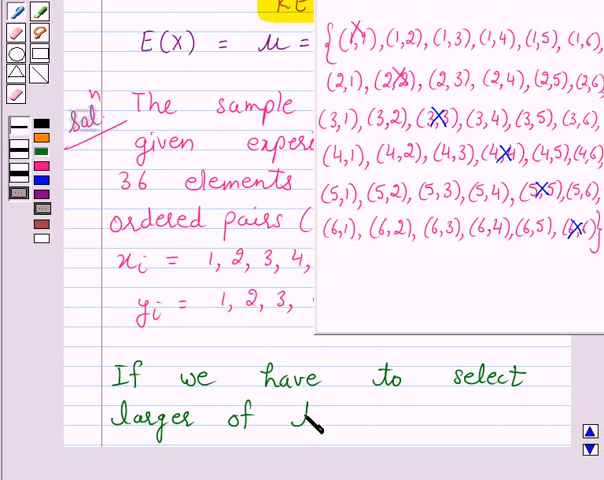 KE
E(X) = μ =
Solⁿ The sample
given experi
36 elements
ordered pairs (
xᵢ = 1, 2, 3, 4,
yᵢ = 1, 2, 3,
If we have to select
larger of
{(1,1), (1,2), (1,3), (1,4), (1,5), (1,6),
(2,1), (2,2), (2,3), (2,4), (2,5), (2,6)
(3,1), (3,2), (3,3), (3,4), (3,5), (3,6),
(4,1), (4,2), (4,3), (4,4), (4,5), (4,6)
(5,1), (5,2), (5,3), (5,4), (5,5), (5,6),
(6,1), (6,2), (6,3), (6,4), (6,5), (6,6)}